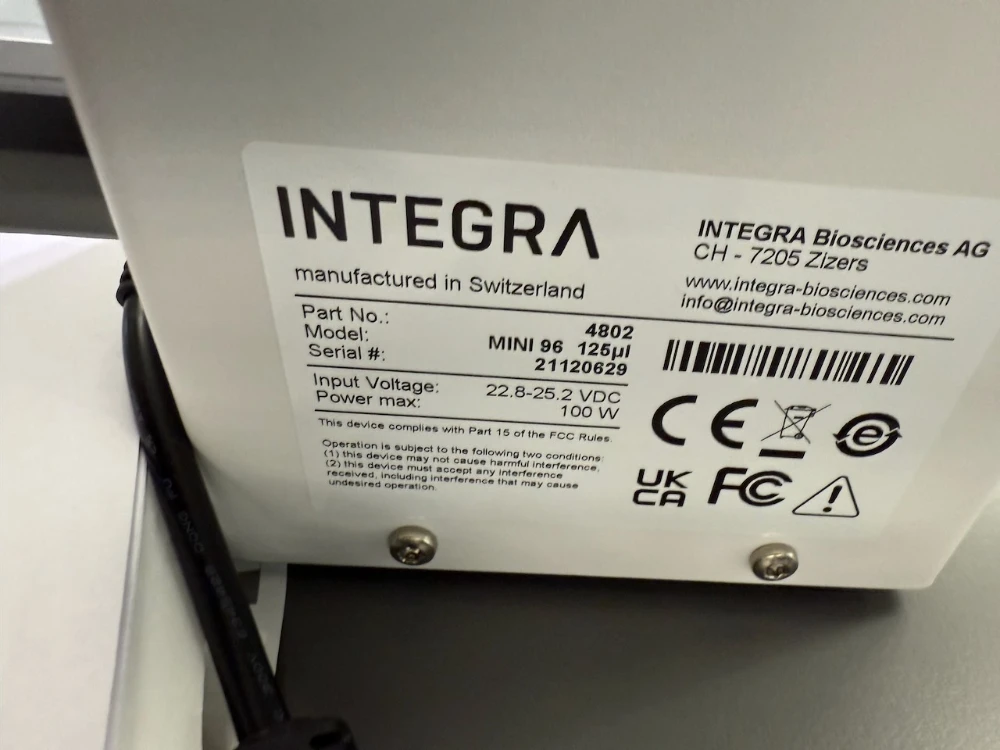 INTEGRA
manufactured in Switzerland
INTEGRA Biosciences AG
CH - 7205 Zizers
www.integra-biosciences.com
info@integra-biosciences.com
Part No.: 4802
Model: MINI 96 125µl
Serial #: 21120629
Input Voltage: 22.8-25.2 VDC
Power max: 100 W
This device complies with Part 15 of the FCC Rules.
Operation is subject to the following two conditions:
(1) this device may not cause harmful interference,
(2) this device must accept any interference
received, including interference that may cause
undesired operation.
CE
e
UK
CA
FC